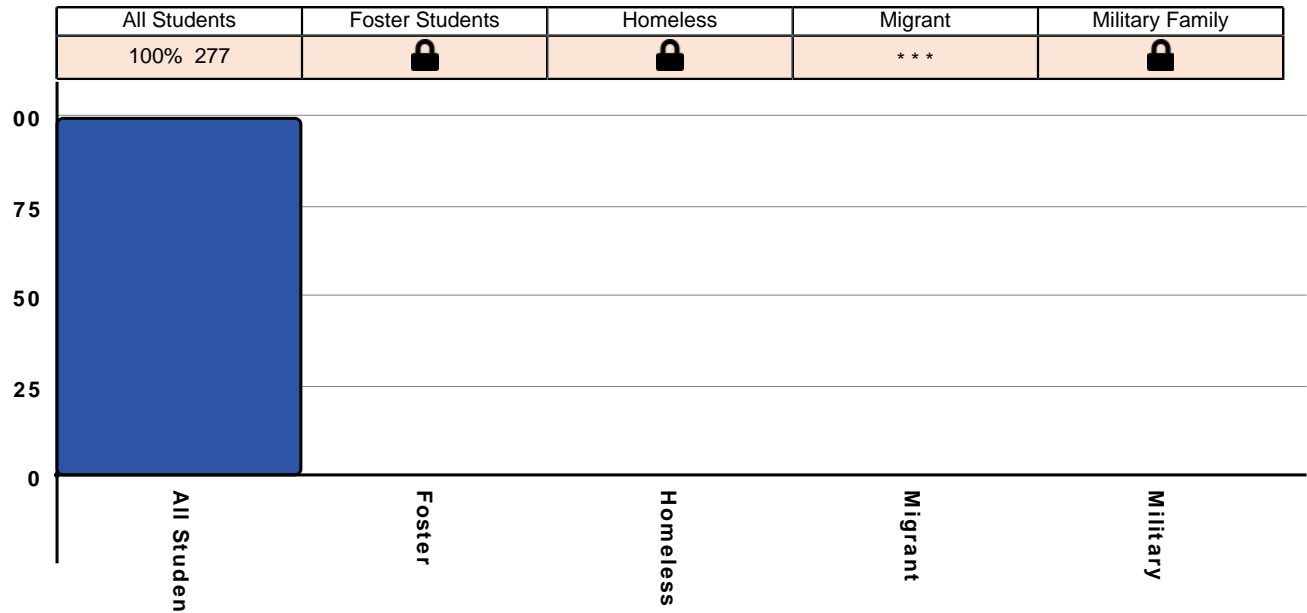 All Students Foster Students Homeless Migrant Military Family
100% 277 * * *
00
75
50
25
0
All Studen
Foster
Homeless
Migrant
Military